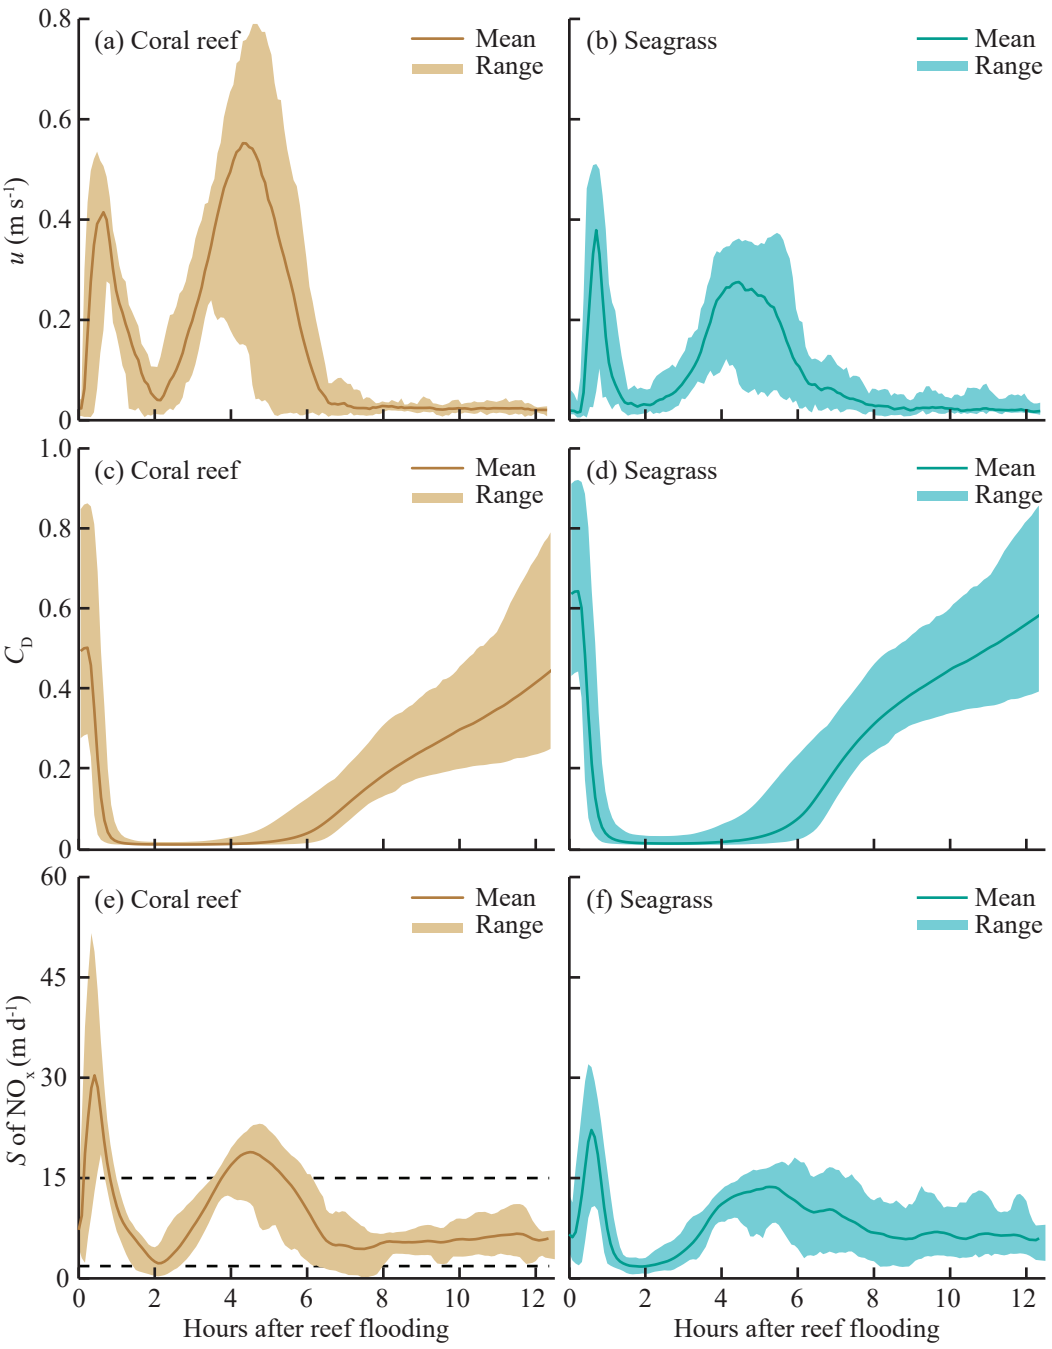 0.8
(a) Coral reef
Mean
Range
(b) Seagrass
Mean
Range
0.6
0.4
0.2
0
u (m s-1)
1.0
(c) Coral reef
Mean
Range
(d) Seagrass
Mean
Range
0.8
0.6
0.4
0.2
0
CD
60
(e) Coral reef
Mean
Range
(f) Seagrass
Mean
Range
45
30
15
0
S of NOx (m d-1)
0 2 4 6 8 10 12
0 2 4 6 8 10 12
Hours after reef flooding
Hours after reef flooding